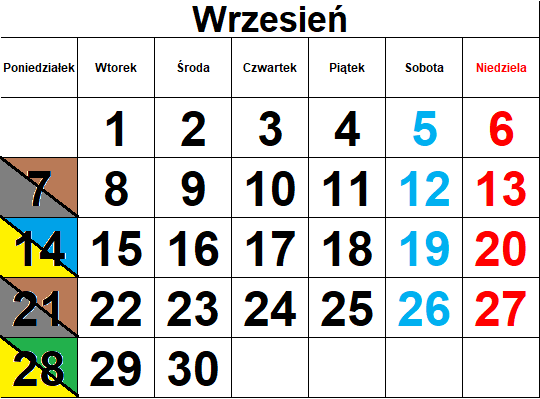 Wrzesień
Poniedziałek Wtorek Środa Czwartek Piątek Sobota Niedziela
1 2 3 4 5 6
7 8 9 10 11 12 13
14 15 16 17 18 19 20
21 22 23 24 25 26 27
28 29 30